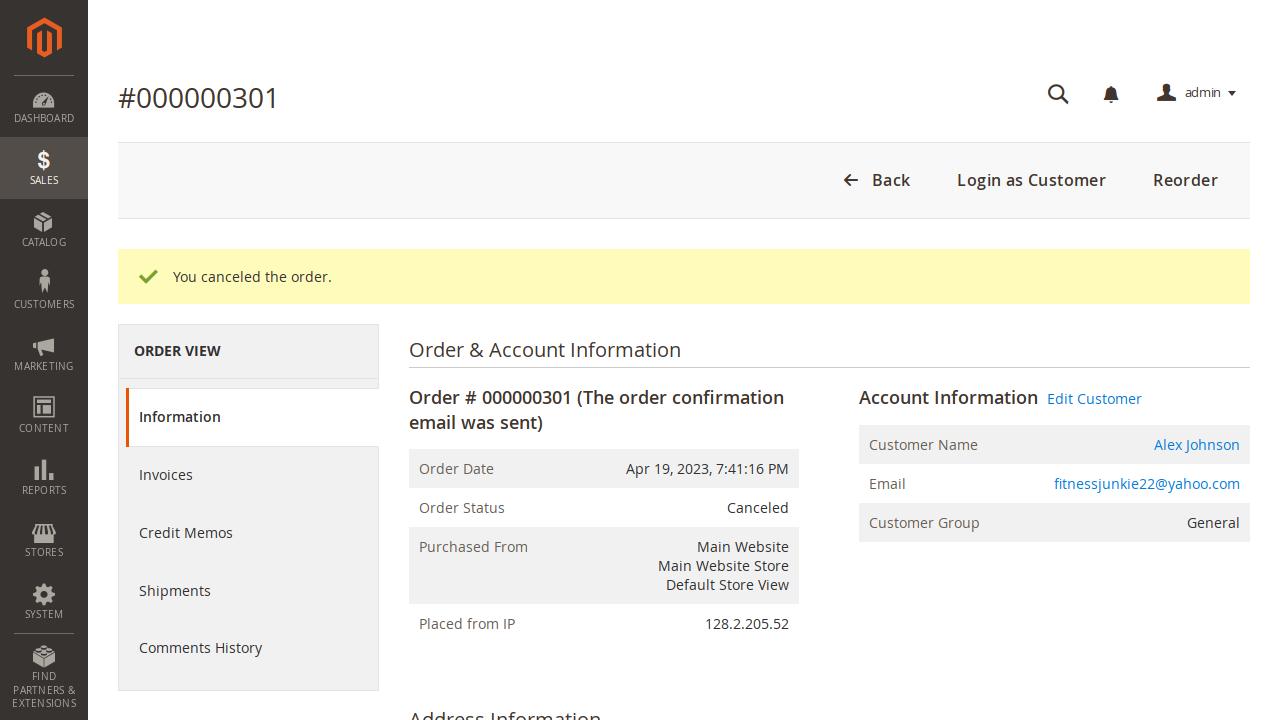 #000000301
admin
DASHBOARD
SALES
CATALOG
CUSTOMERS
MARKETING
CONTENT
REPORTS
STORES
SYSTEM
FIND
PARTNERS &
EXTENSIONS
Back
Login as Customer
Reorder
You canceled the order.
ORDER VIEW
Information
Invoices
Credit Memos
Shipments
Comments History
Order & Account Information
Order # 000000301 (The order confirmation
email was sent)
Order Date Apr 19, 2023, 7:41:16 PM
Order Status Canceled
Purchased From Main Website
Main Website Store
Default Store View
Placed from IP 128.2.205.52
Account Information Edit Customer
Customer Name Alex Johnson
Email fitnessjunkie22@yahoo.com
Customer Group General
Address Information